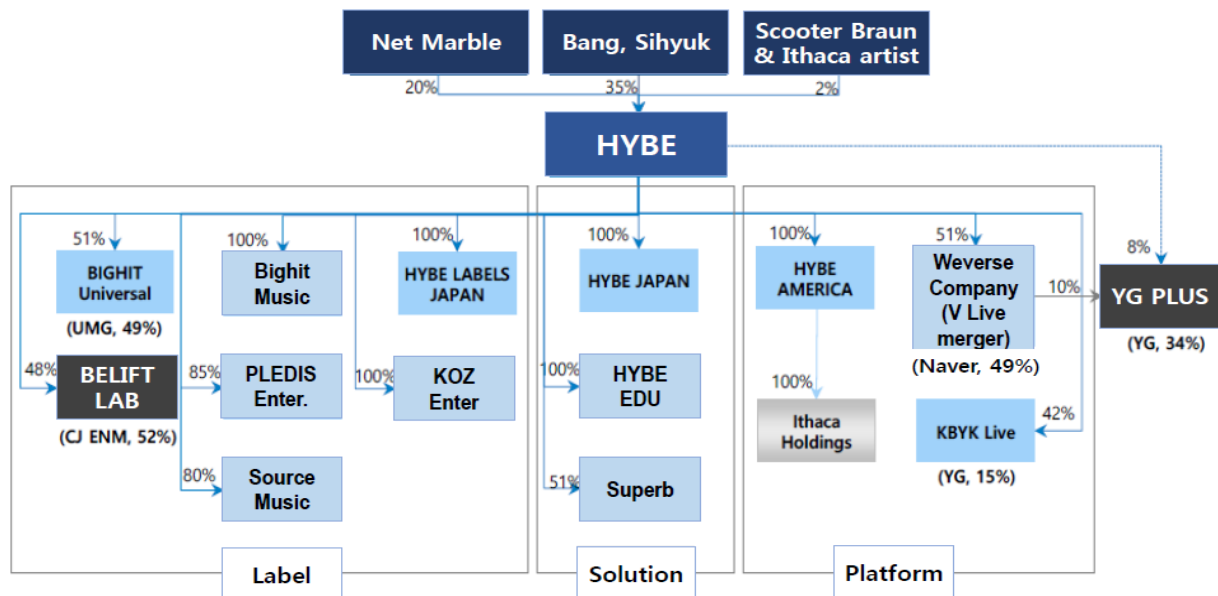 Net Marble
Bang, Sihyuk
Scooter Braun
& Ithaca artist
20%
35%
2%
HYBE
51%
BIGHIT
Universal
(UMG, 49%)
100%
Bighit
Music
100%
HYBE LABELS
JAPAN
100%
HYBE JAPAN
100%
HYBE
AMERICA
51%
Weverse
Company
(V Live
merger)
(Naver, 49%)
10%
8%
YG PLUS
(YG, 34%)
48%
BELIFT
LAB
(CJ ENM, 52%)
85%
PLEDIS
Enter.
100%
KOZ
Enter
100%
HYBE
EDU
100%
Ithaca
Holdings
KBYK Live
42%
(YG, 15%)
80%
Source
Music
51%
Superb
Label
Solution
Platform